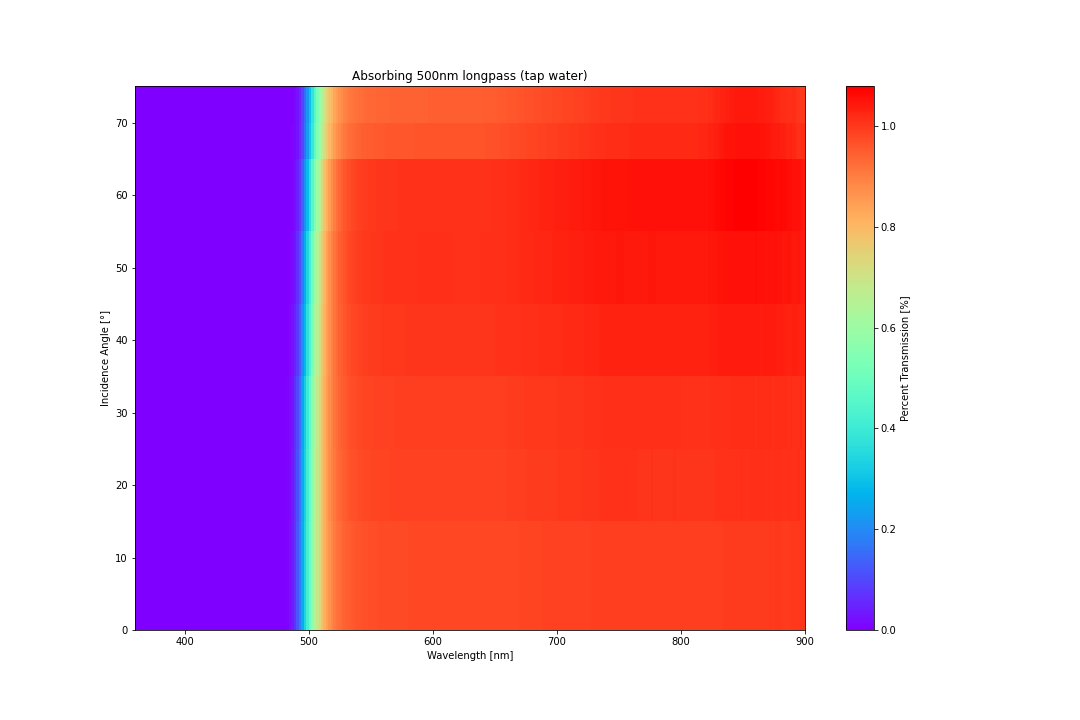 Absorbing 500nm longpass (tap water)
70
60
50
40
30
20
10
0
Incidence Angle [°]
400 500 600 700 800 900
Wavelength [nm]
1.0
0.8
0.6
0.4
0.2
0.0
Percent Transmission [%]